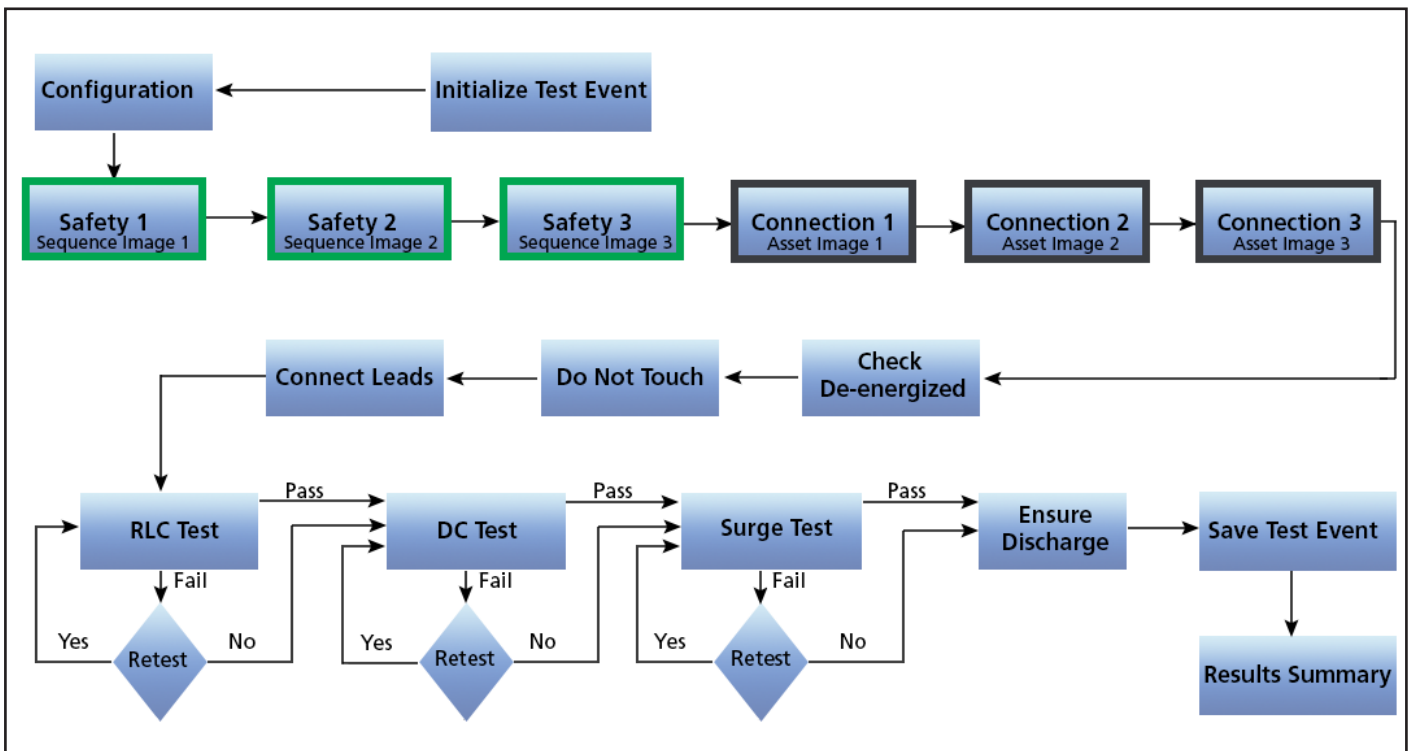 Configuration
Initialize Test Event
Safety 1
Sequence Image 1
Safety 2
Sequence Image 2
Safety 3
Sequence Image 3
Connection 1
Asset Image 1
Connection 2
Asset Image 2
Connection 3
Asset Image 3
Connect Leads
Do Not Touch
Check
De-energized
RLC Test
Pass
DC Test
Pass
Surge Test
Pass
Ensure
Discharge
Save Test Event
Fail
Fail
Fail
Yes
Retest
No
Yes
Retest
No
Yes
Retest
No
Results Summary